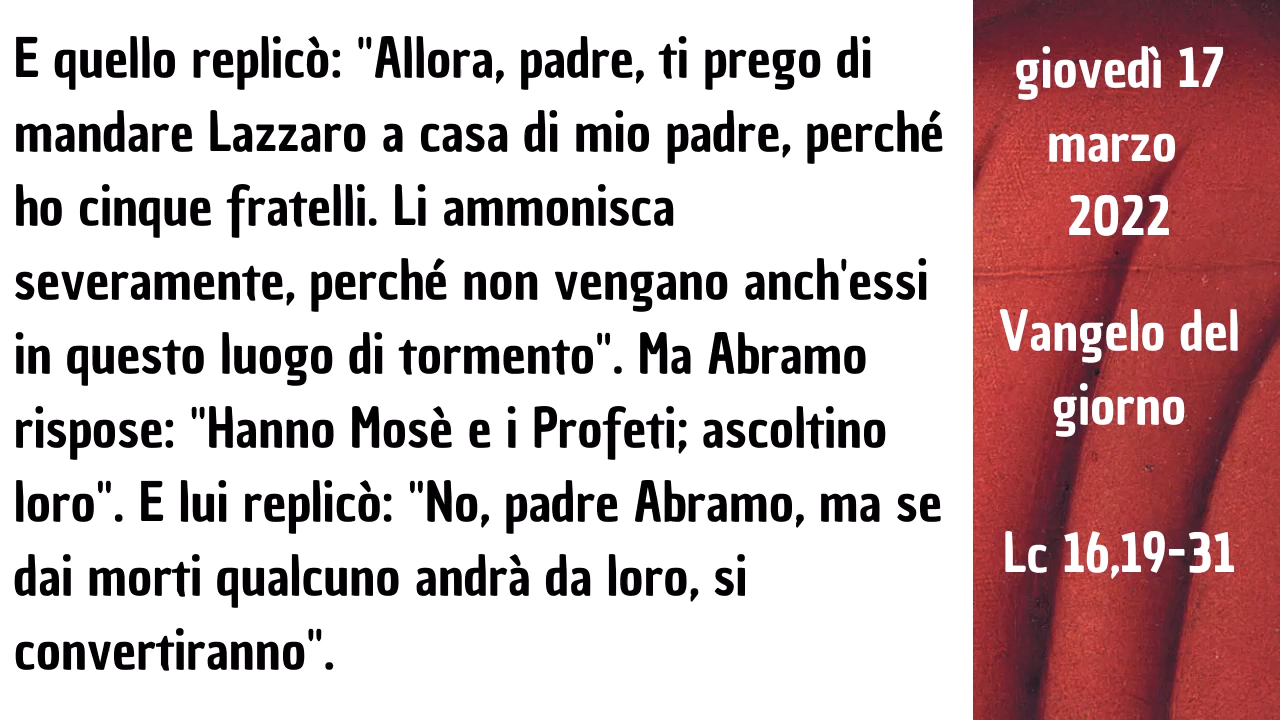 E quello replicò: "Allora, padre, ti prego di
mandare Lazzaro a casa di mio padre, perché
ho cinque fratelli. Li ammonisca
severamente, perché non vengano anch'essi
in questo luogo di tormento". Ma Abramo
rispose: "Hanno Mosè e i Profeti; ascoltino
loro". E lui replicò: "No, padre Abramo, ma se
dai morti qualcuno andrà da loro, si
convertiranno".
giovedì 17
marzo
2022
Vangelo del
giorno
Lc 16,19-31